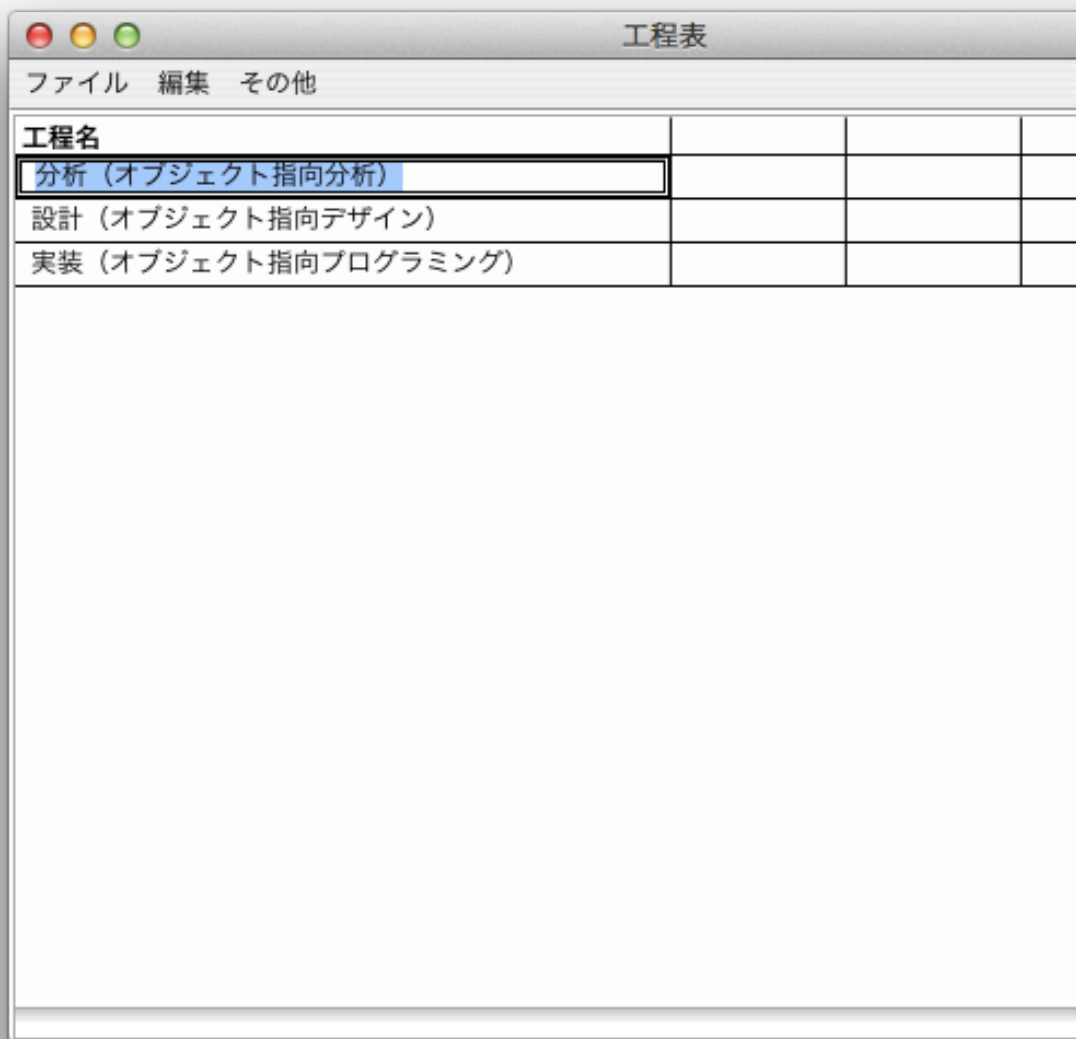 工程表
ファイル 編集 その他
工程名
分析（オブジェクト指向分析）
設計（オブジェクト指向デザイン）
実装（オブジェクト指向プログラミング）